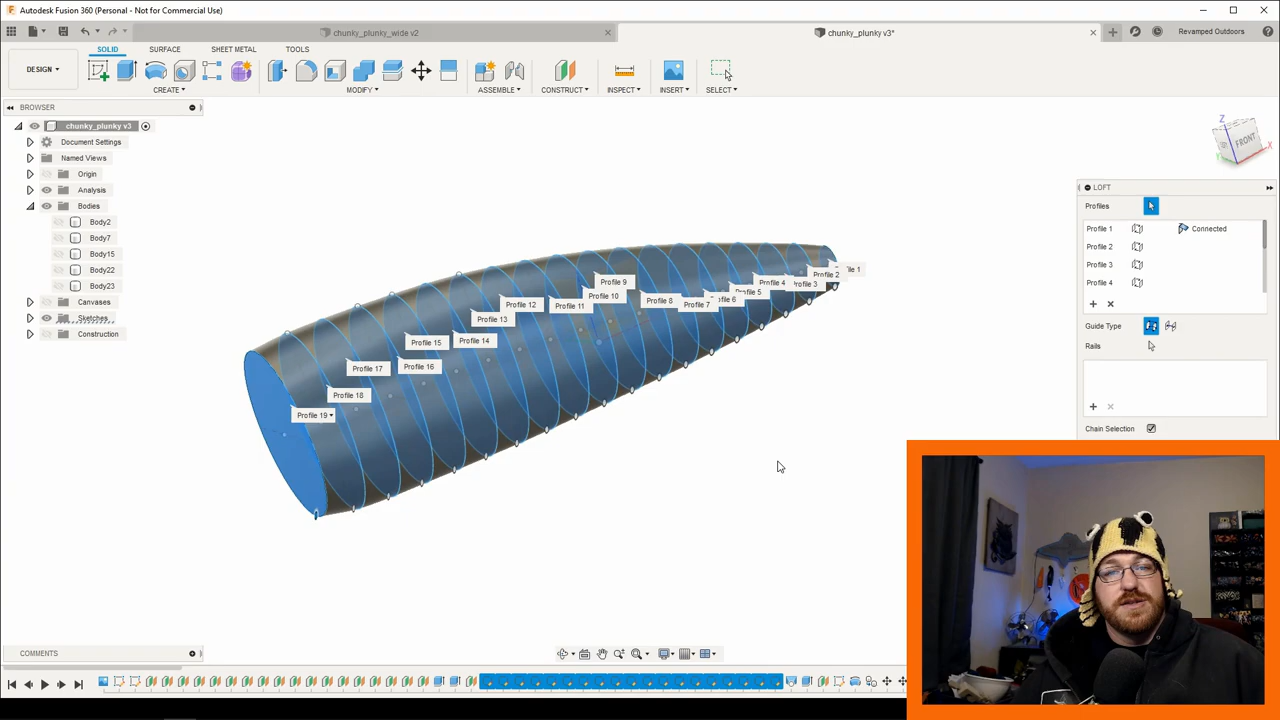 Autodesk Fusion 360 (Personal - Not for Commercial Use)
chunky_plunky_wide v2
chunky_plunky v3*
Revamped Outdoors
DESIGN
SOLID
SURFACE
SHEET METAL
TOOLS
CREATE
MODIFY
ASSEMBLE
CONSTRUCT
INSPECT
INSERT
SELECT
BROWSER
chunky_plunky v3
Document Settings
Named Views
Origin
Analysis
Bodies
Body2
Body7
Body15
Body22
Body23
Canvases
Sketches
Construction
Z
FRONT
X
Y
LOFT
Profiles
Profile 1
Connected
Profile 2
Profile 3
Profile 4
Guide Type
Rails
Chain Selection
Profile 2
Profile 9
Profile 10
Profile 8
Profile 7
Profile 12
Profile 11
Profile 13
Profile 14
Profile 15
Profile 16
Profile 17
Profile 18
Profile 19
COMMENTS